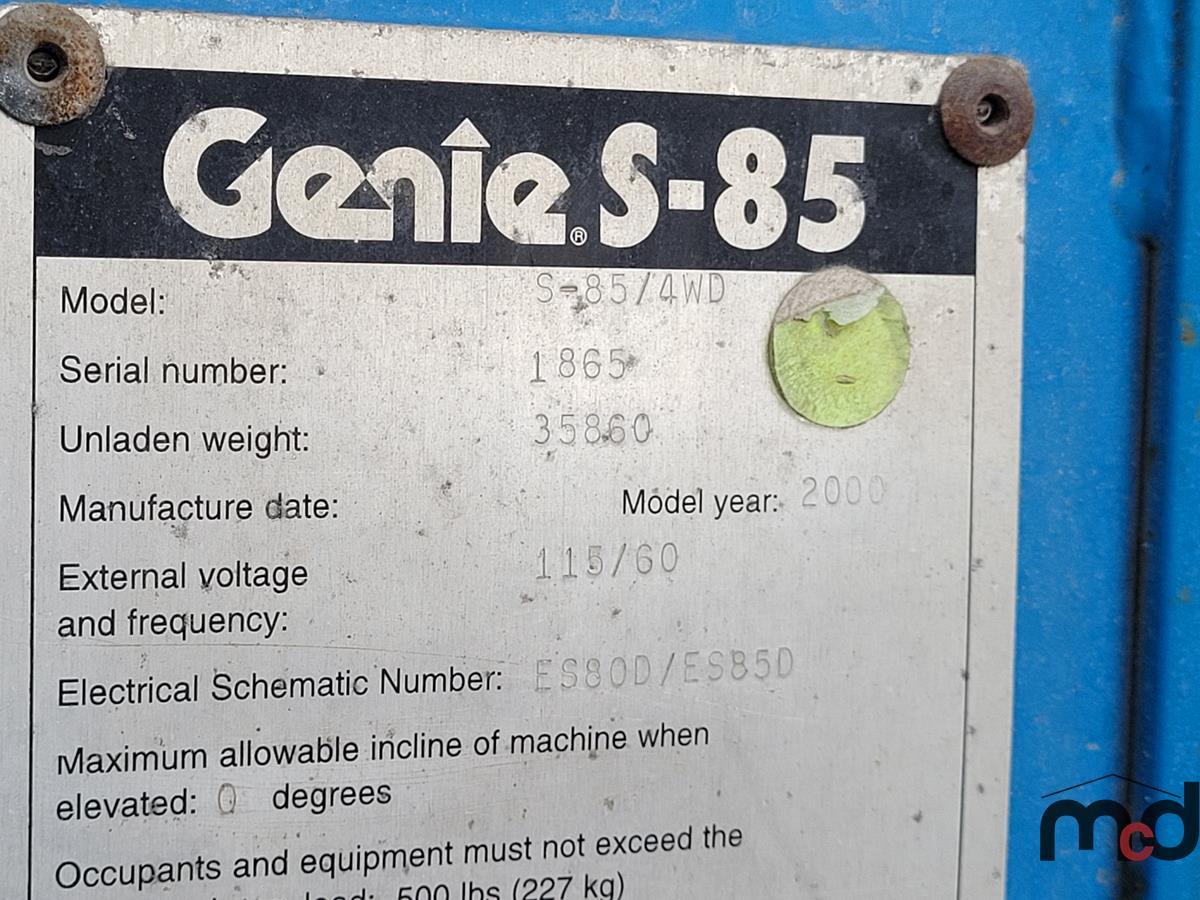 Genie® S-85
Model: S-85/4WD
Serial number: 1865
Unladen weight: 35860
Manufacture date: Model year: 2000
External voltage 115/60
and frequency:
Electrical Schematic Number: ES80D/ES85D
Maximum allowable incline of machine when
elevated: 0 degrees
Occupants and equipment must not exceed the
load: 500 lbs (227 kg)
mcd